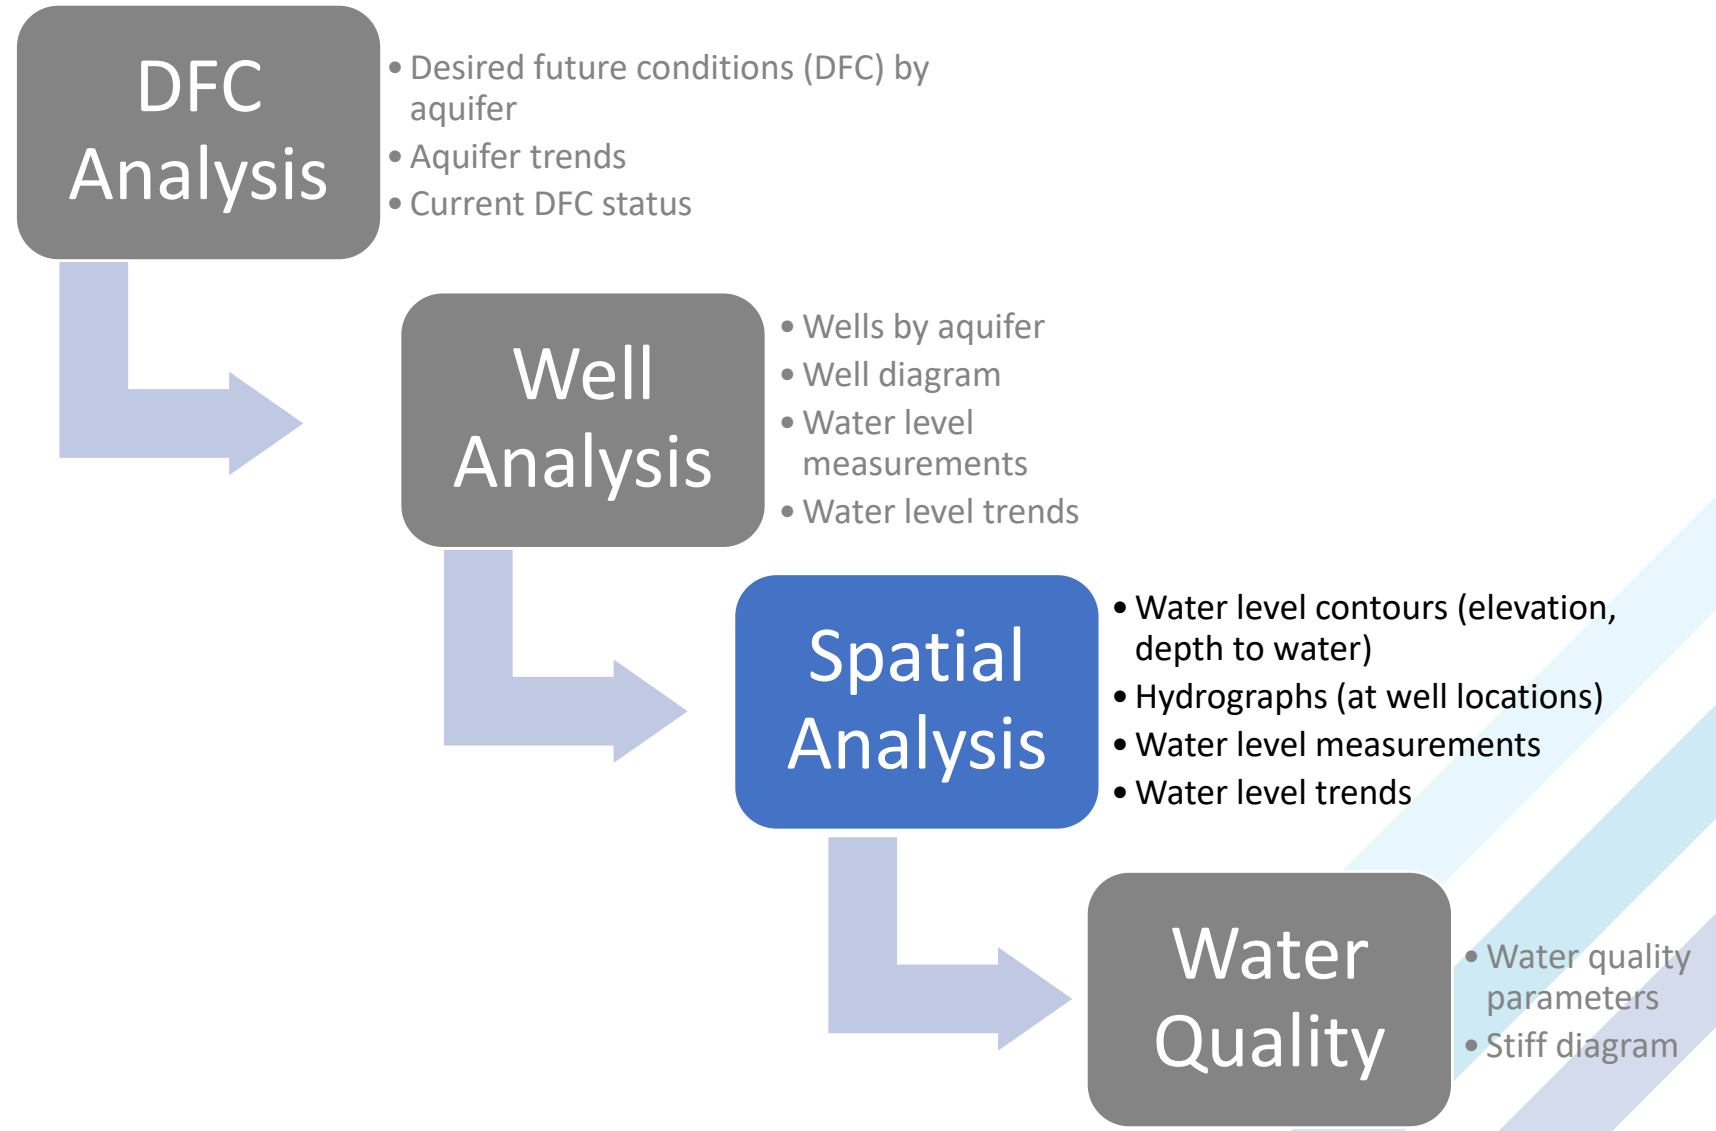 DFC
Analysis
• Desired future conditions (DFC) by
aquifer
• Aquifer trends
• Current DFC status
Well
Analysis
• Wells by aquifer
• Well diagram
• Water level
measurements
• Water level trends
Spatial
Analysis
• Water level contours (elevation,
depth to water)
• Hydrographs (at well locations)
• Water level measurements
• Water level trends
Water
Quality
• Water quality
parameters
• Stiff diagram